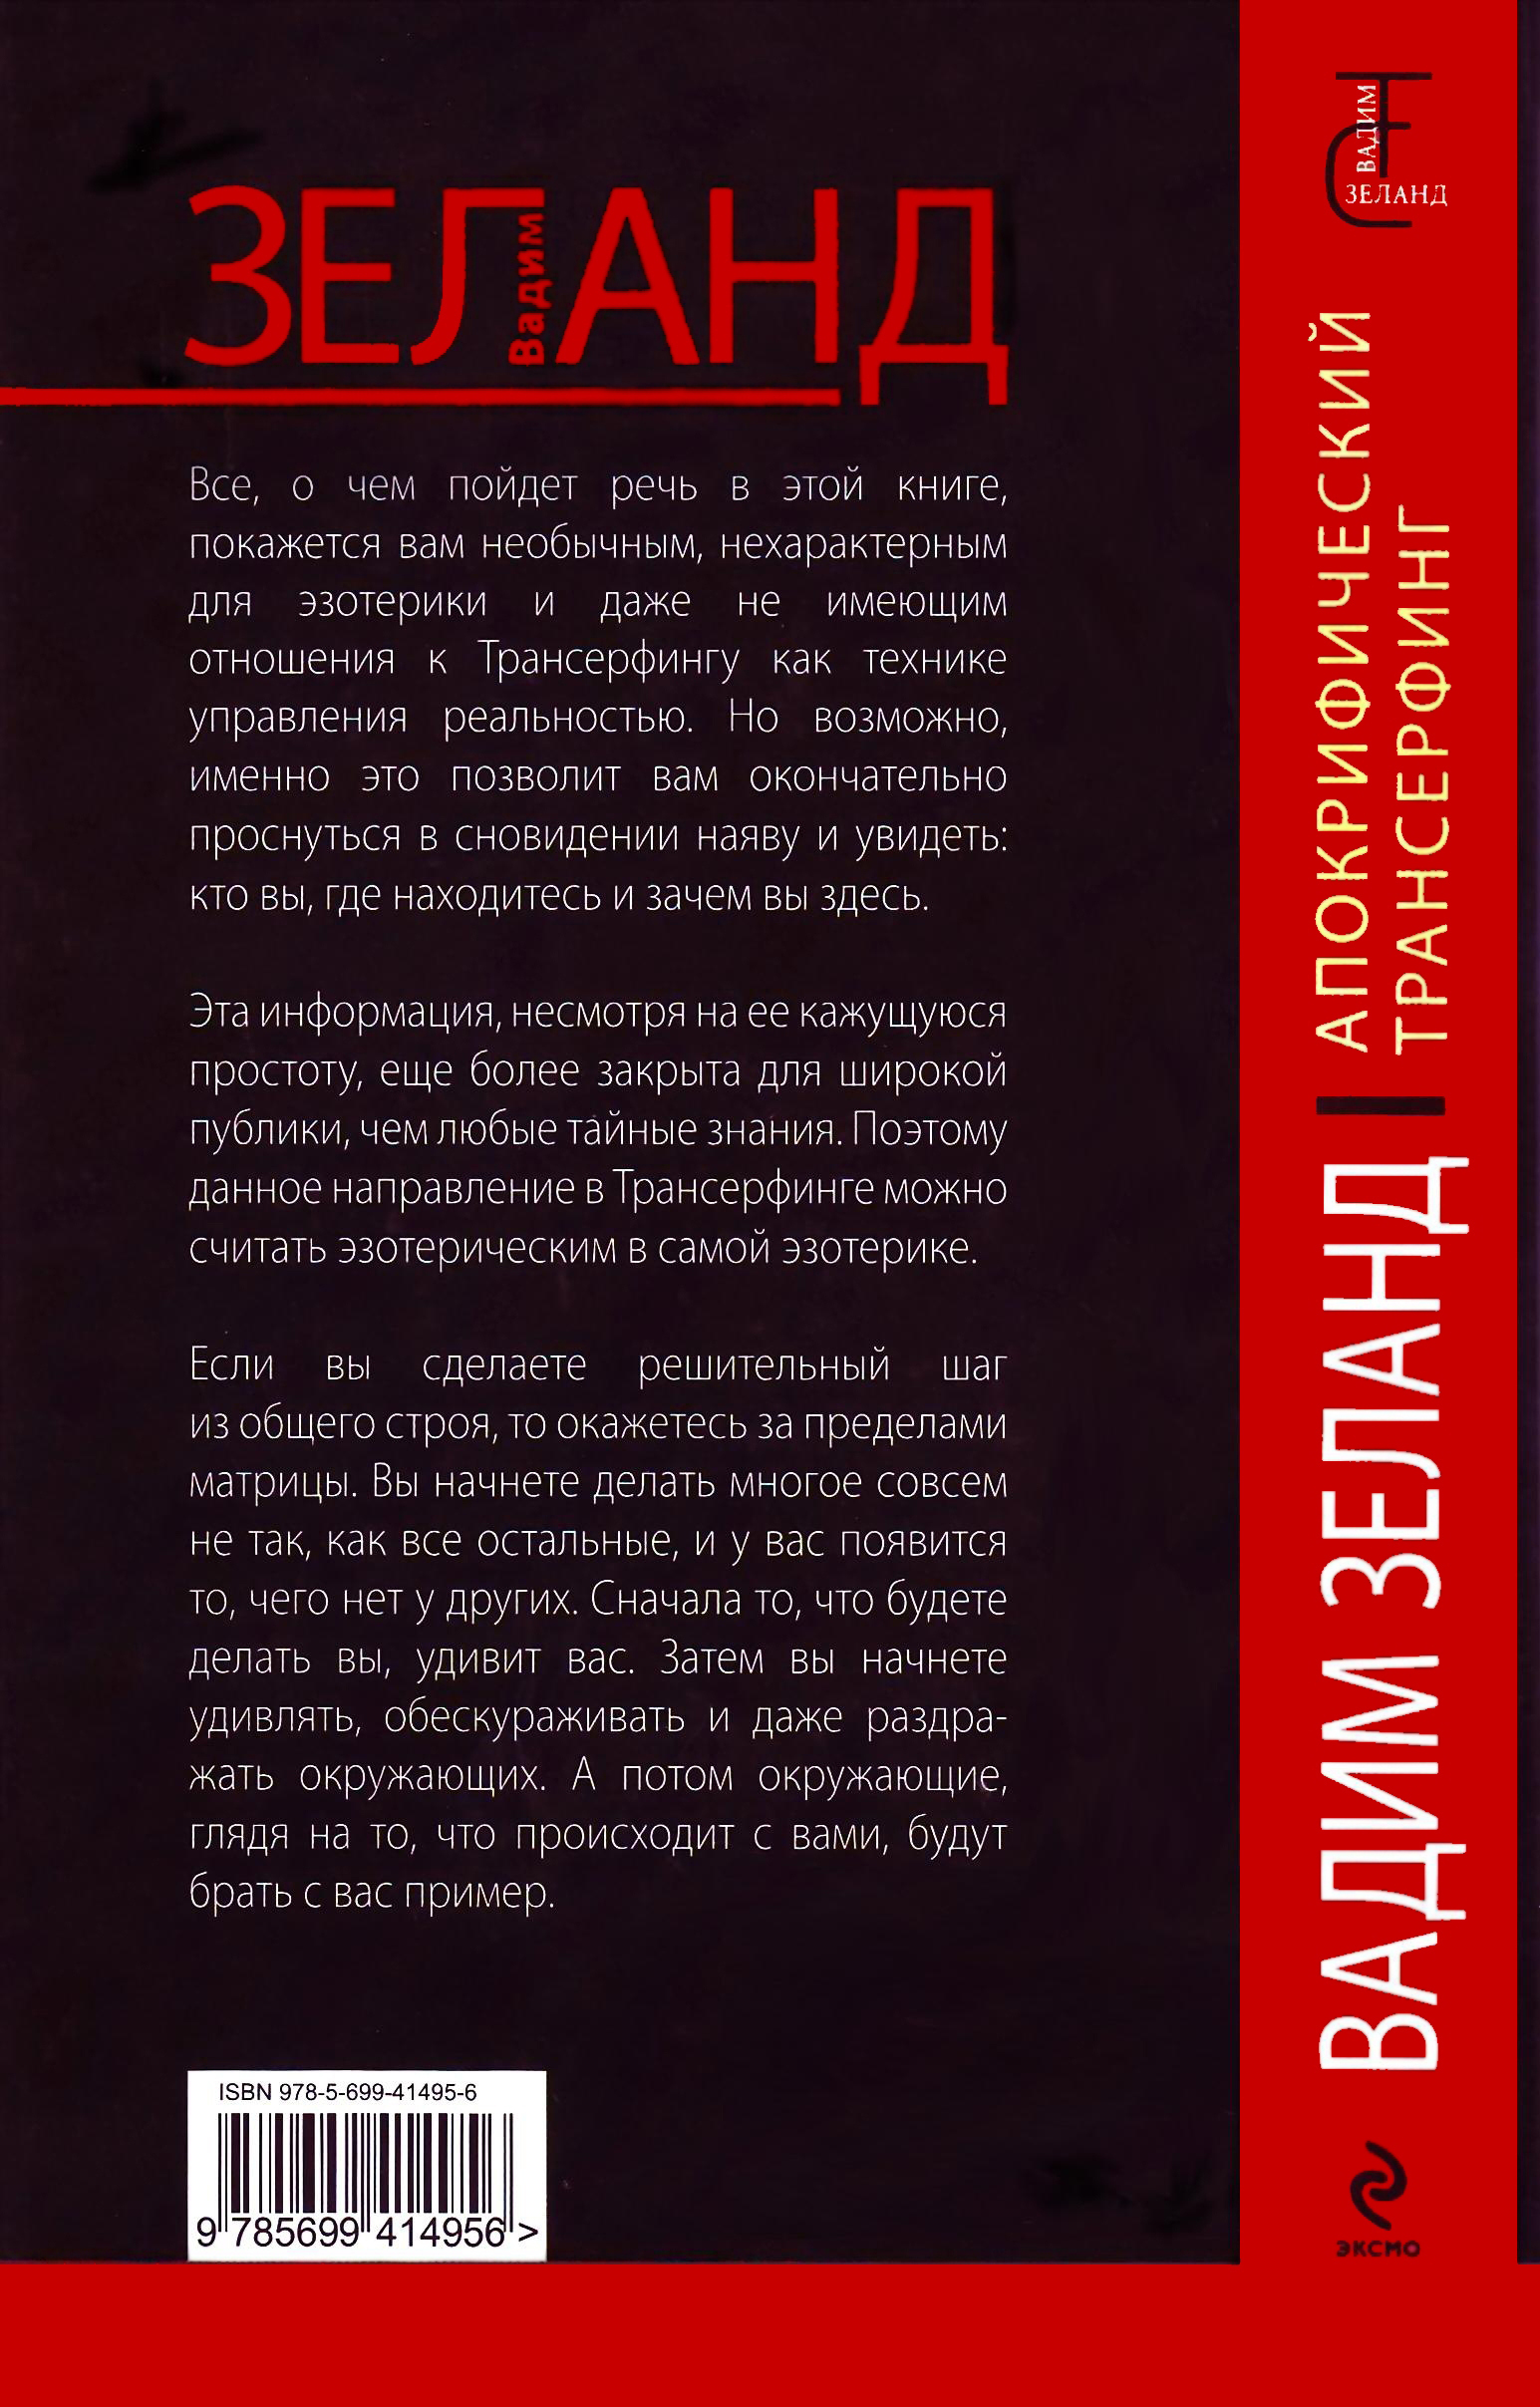 ЗЕЛАНД
Вадим
Все, о чем пойдет речь в этой книге,
покажется вам необычным, нехарактерным
для эзотерики и даже не имеющим
отношения к Трансерфингу как технике
управления реальностью. Но возможно,
именно это позволит вам окончательно
проснуться в сновидении наяву и увидеть:
кто вы, где находитесь и зачем вы здесь.
Эта информация, несмотря на ее кажущуюся
простоту, еще более закрыта для широкой
публики, чем любые тайные знания. Поэтому
данное направление в Трансерфинге можно
считать эзотерическим в самой эзотерике.
Если вы сделаете решительный шаг
из общего строя, то окажетесь за пределами
матрицы. Вы начнете делать многое совсем
не так, как все остальные, и у вас появится
то, чего нет у других. Сначала то, что будете
делать вы, удивит вас. Затем вы начнете
удивлять, обескураживать и даже раздра-
жать окружающих. А потом окружающие,
глядя на то, что происходит с вами, будут
брать с вас пример.
ISBN 978-5-699-41495-6
9 785699 414956 >
ВАДИМ
ЗЕЛАНД
АПОКРИФИЧЕСКИЙ
ТРАНСЕРФИНГ
ВАДИМ ЗЕЛАНД
ЭКСМО